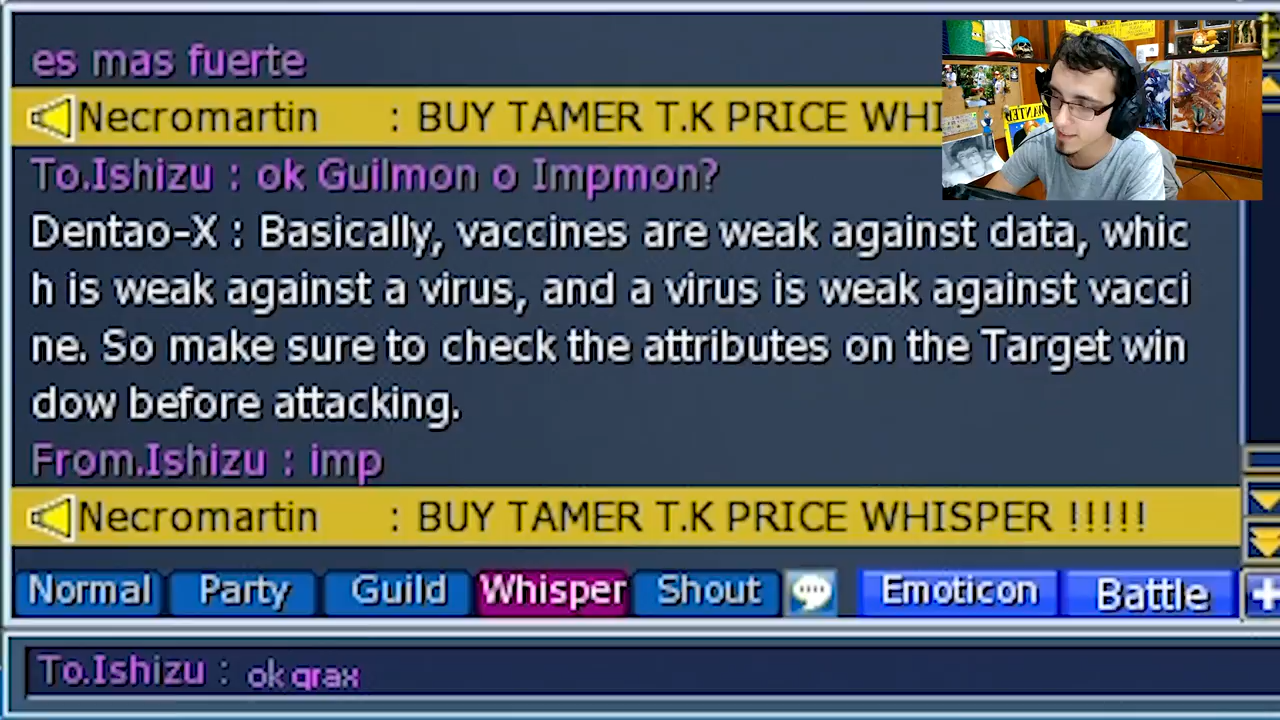 es mas fuerte
Necromartin : BUY TAMER T.K PRICE WHI
To.Ishizu : ok Guilmon o Impmon?
Dentao-X : Basically, vaccines are weak against data, whic
h is weak against a virus, and a virus is weak against vacci
ne. So make sure to check the attributes on the Target win
dow before attacking.
From.Ishizu : imp
Necromartin : BUY TAMER T.K PRICE WHISPER !!!!!
Normal Party Guild Whisper Shout Emoticon Battle
To.Ishizu : ok grax